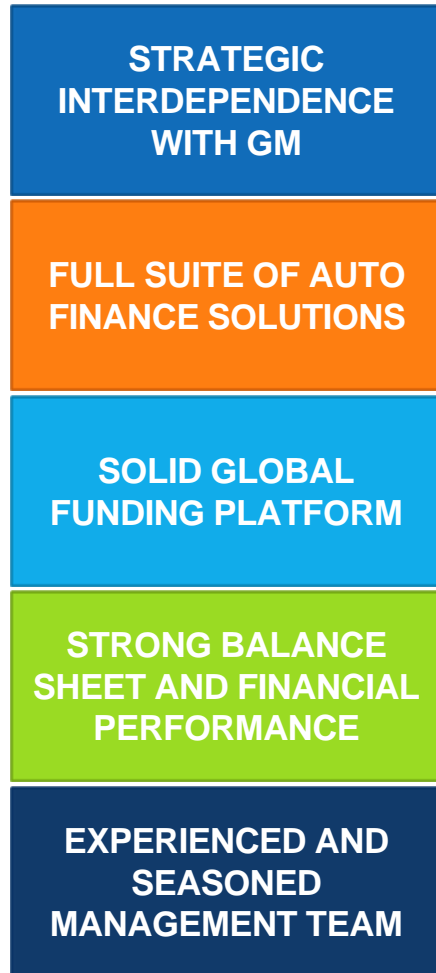 STRATEGIC
INTERDEPENDENCE
WITH GM
FULL SUITE OF AUTO
FINANCE SOLUTIONS
SOLID GLOBAL
FUNDING PLATFORM
STRONG BALANCE
SHEET AND FINANCIAL
PERFORMANCE
EXPERIENCED AND
SEASONED
MANAGEMENT TEAM